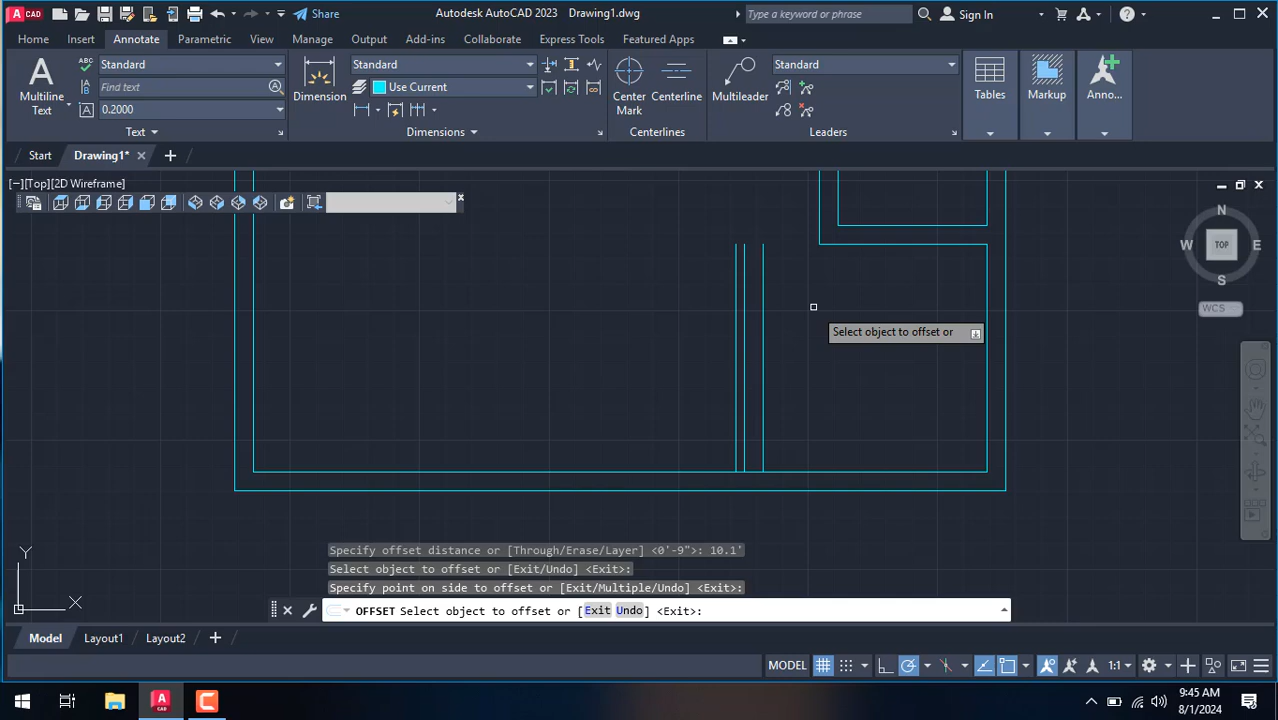 CAD
Share
Autodesk AutoCAD 2023 Drawing1.dwg
Type a keyword or phrase
Sign In
Home Insert Annotate Parametric View Manage Output Add-ins Collaborate Express Tools Featured Apps
Multiline
Text
Standard
Find text
0.2000
Text
Dimension
Standard
Use Current
Dimensions
Center
Mark
Centerline
Centerlines
Multileader
Standard
Leaders
Tables
Markup
Anno...
Start
Drawing1*
[−][Top][2D Wireframe]
N
W
TOP
E
S
WCS
Select object to offset or
Y
X
Specify offset distance or [Through/Erase/Layer] <0'-9">: 10.1'
Select object to offset or [Exit/Undo] <Exit>:
Specify point on side to offset or [Exit/Multiple/Undo] <Exit>:
OFFSET Select object to offset or [Exit Undo] <Exit>:
Model Layout1 Layout2
MODEL
1:1
9:45 AM
8/1/2024